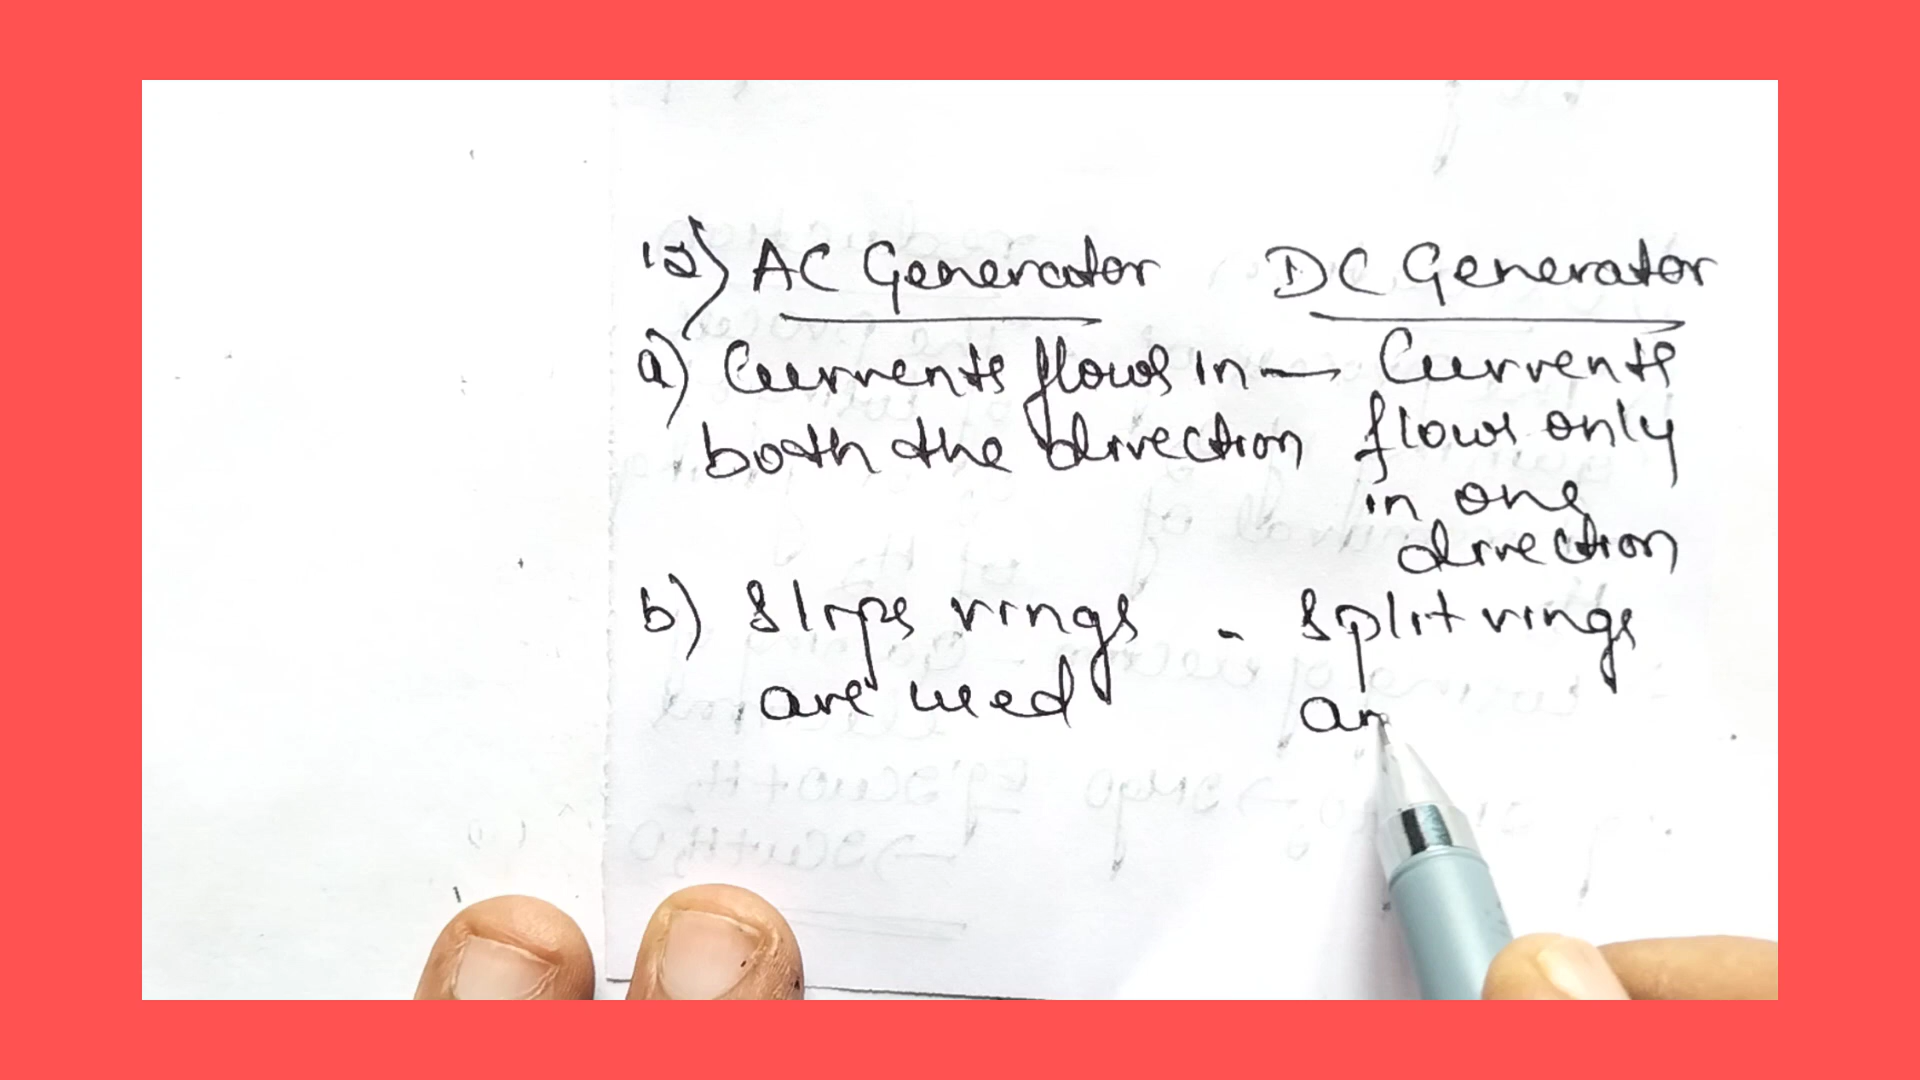 12) AC Generator DC Generator
a) Currents flows in — Currents
both the direction flows only
in one
direction
b) Slips rings - Split rings
are used ar